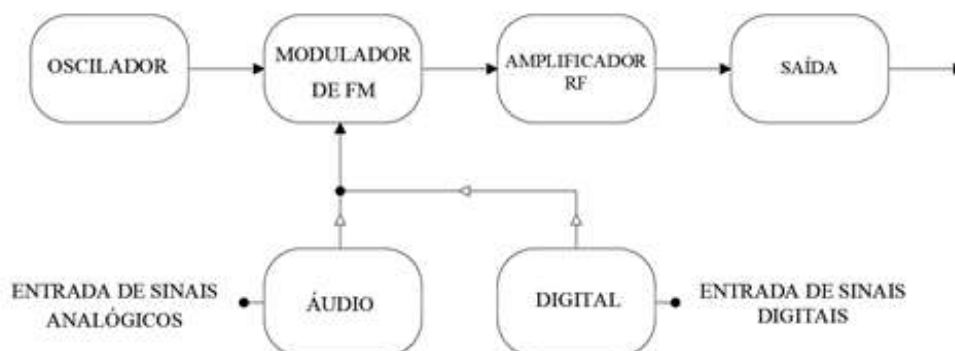 OSCILADOR
MODULADOR
DE FM
AMPLIFICADOR
RF
SAÍDA
ENTRADA DE SINAIS
ANALÓGICOS
ÁUDIO
DIGITAL
ENTRADA DE SINAIS
DIGITAIS